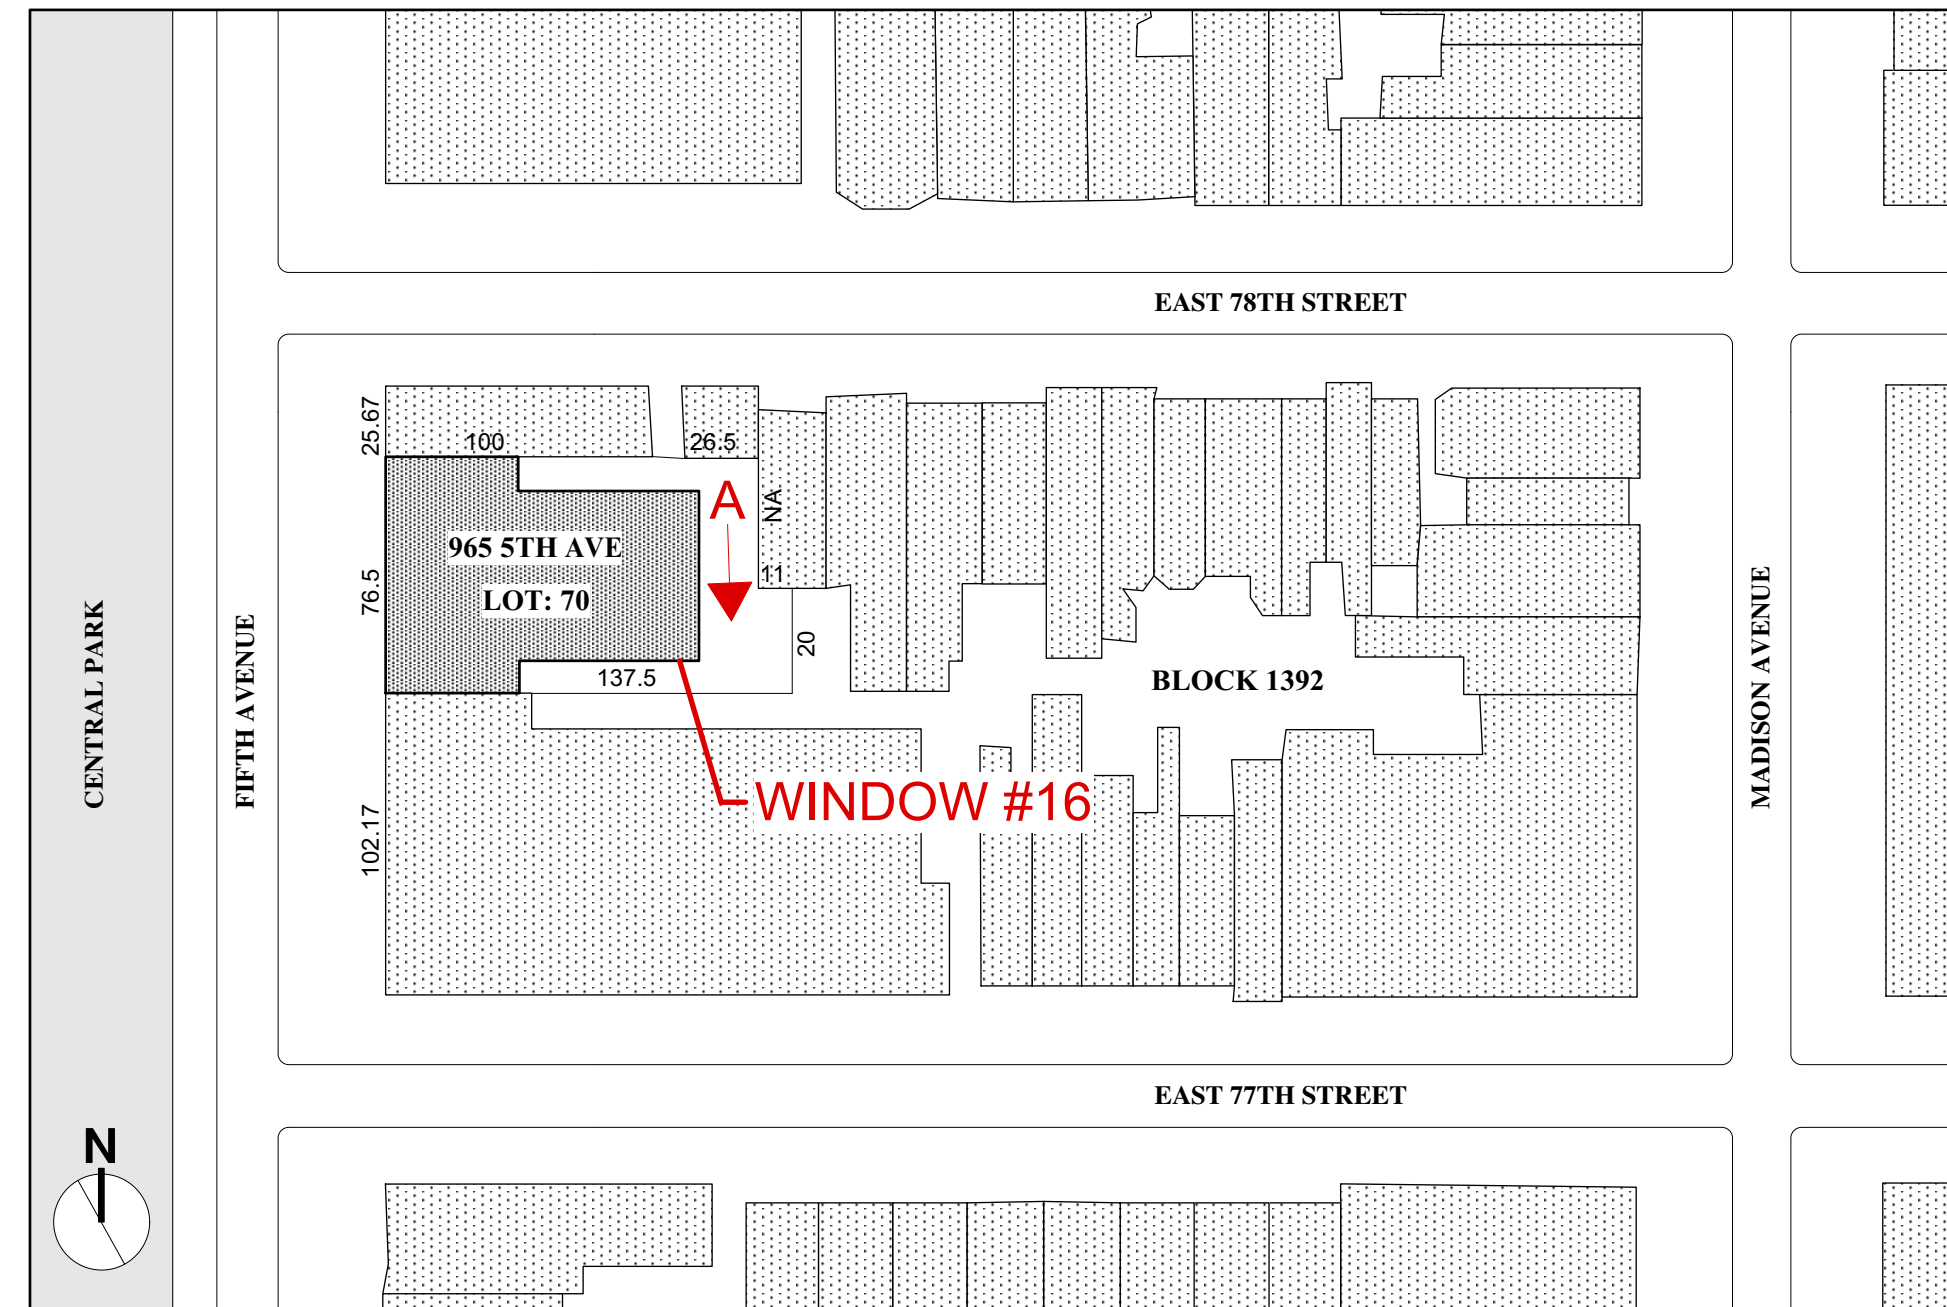 EAST 78TH STREET
25.67
100
26.5
A
NA
965 5TH AVE
LOT: 70
11
76.5
20
137.5
BLOCK 1392
CENTRAL PARK
FIFTH AVENUE
MADISON AVENUE
WINDOW #16
102.17
EAST 77TH STREET
N